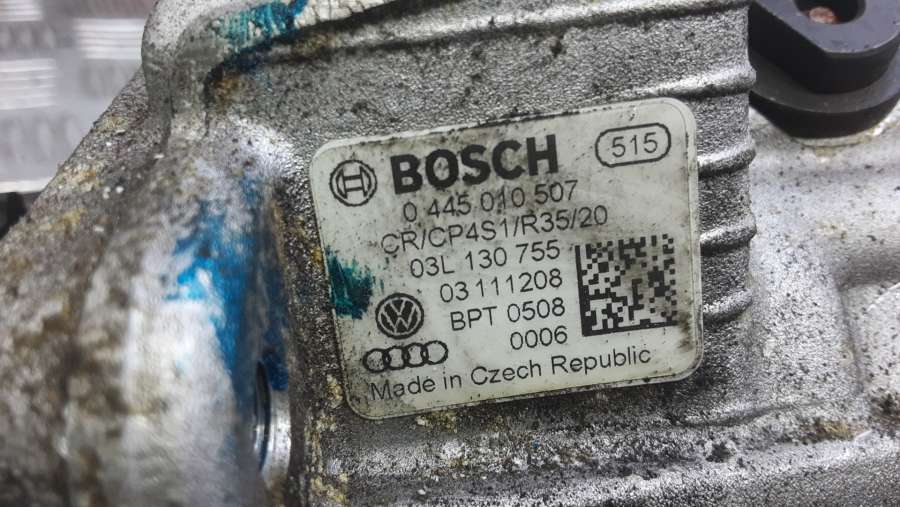 BOSCH 515
0 445 010 507
CR/CP4S1/R35/20
03L 130 755
03 111208
BPT 0508
0006
Made in Czech Republic